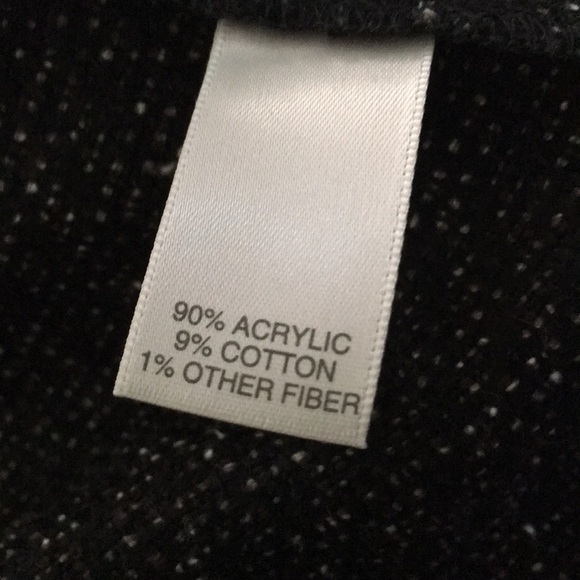 90% ACRYLIC
9% COTTON
1% OTHER FIBER